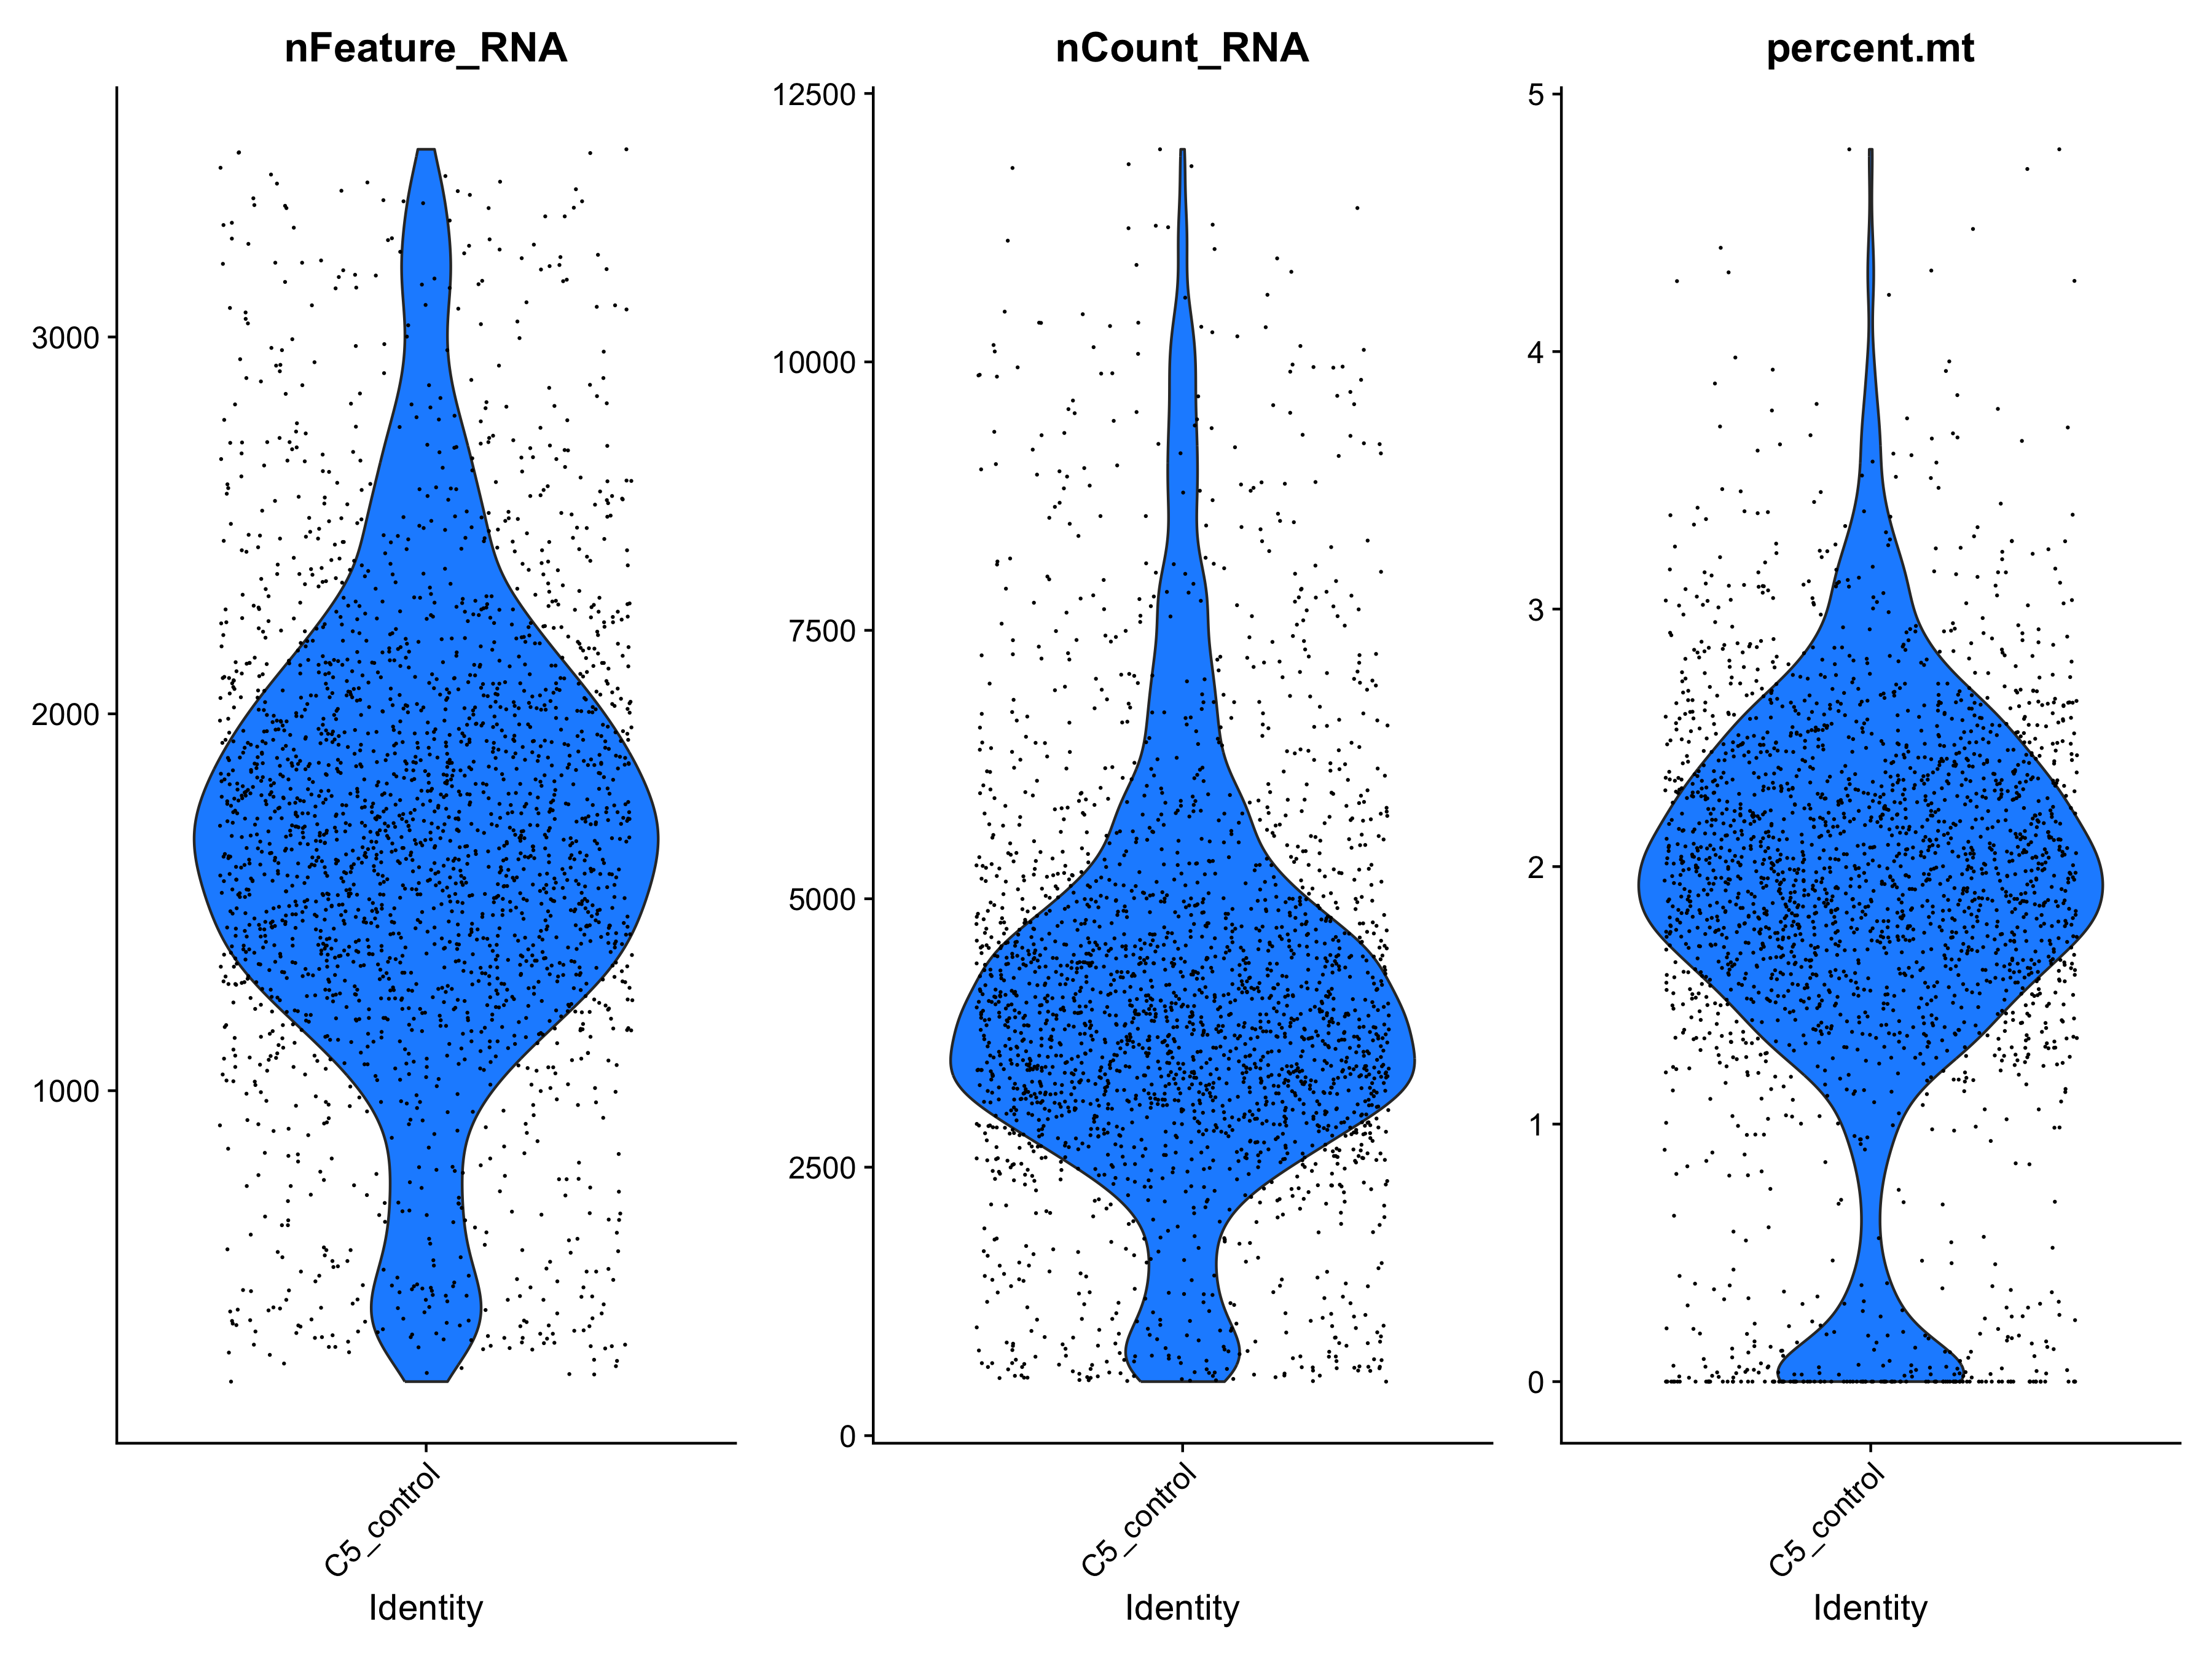 nFeature_RNA
3000
2000
1000
C5_control
Identity
nCount_RNA
12500
10000
7500
5000
2500
0
C5_control
Identity
percent.mt
5
4
3
2
1
0
C5_control
Identity